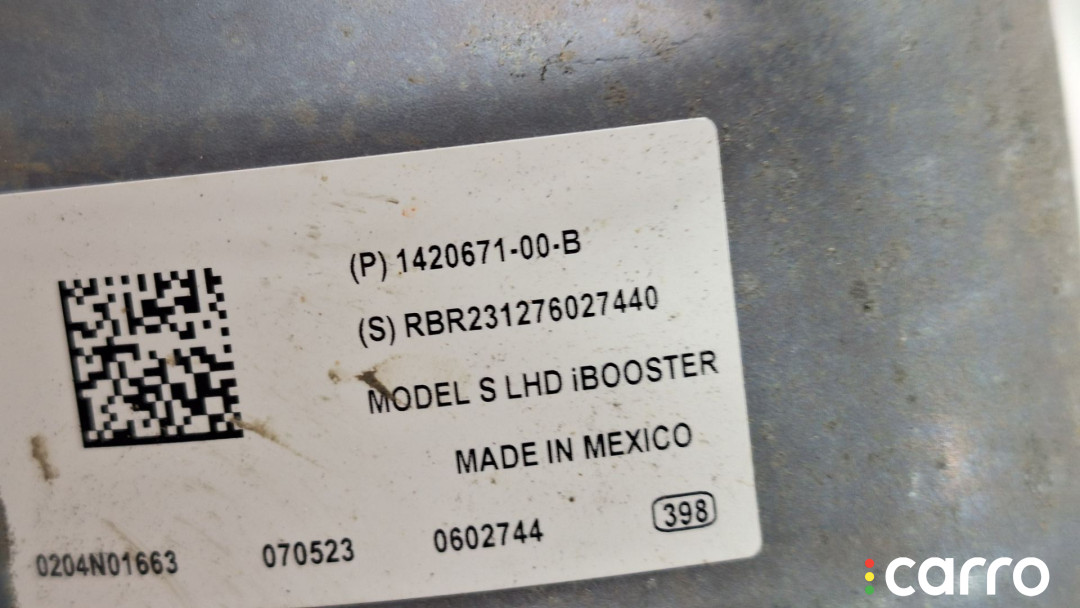 (P) 1420671-00-B
(S) RBR231276027440
MODEL S LHD iBOOSTER
MADE IN MEXICO
0204N01663 070523 0602744 398
carro